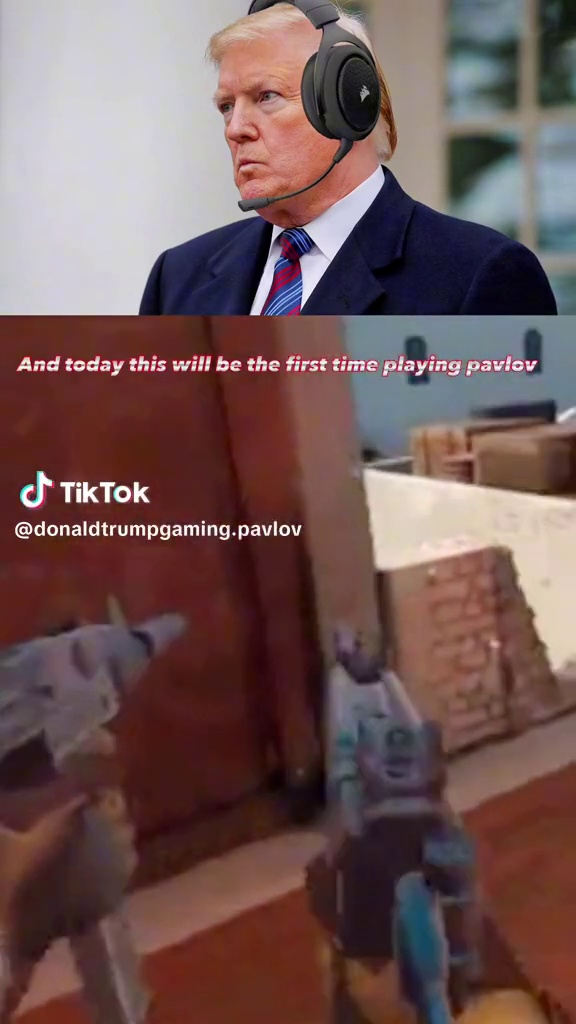 And today this will be the first time playing pavlov
TikTok
@donaldtrumpgaming.pavlov